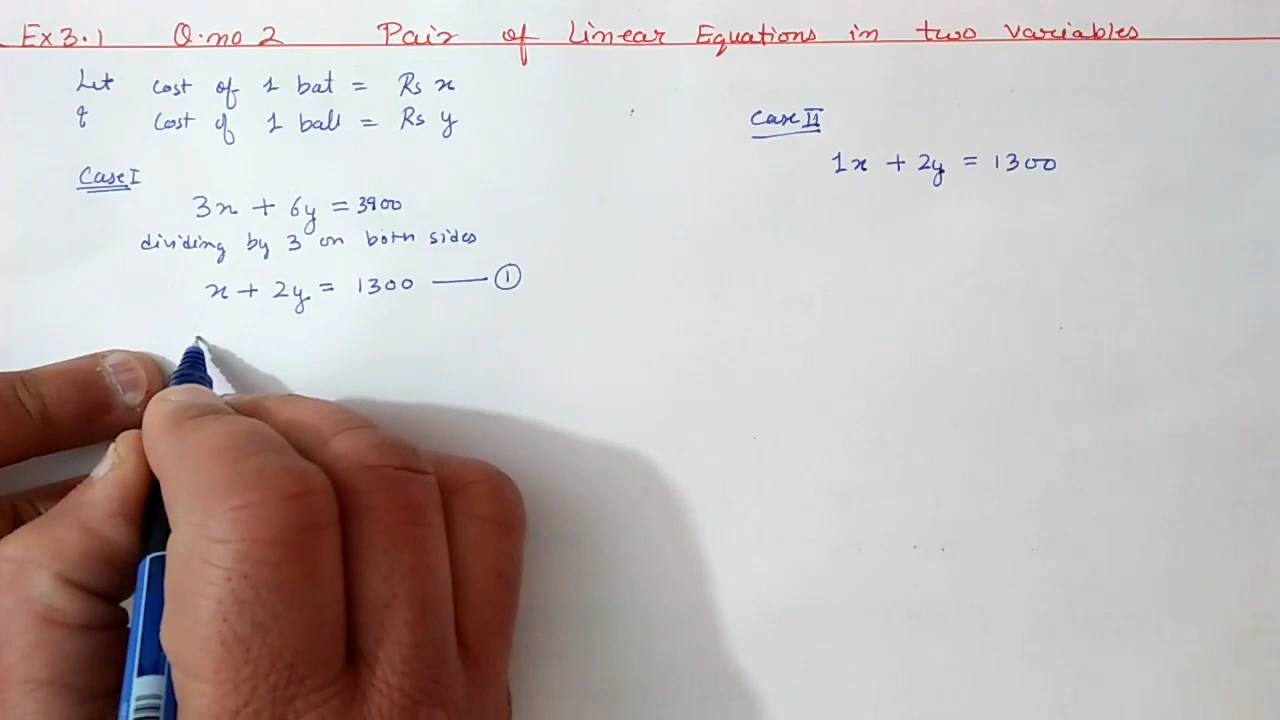 Ex 3.1 Q.no 2 Pair of Linear Equations in two variables
Let cost of 1 bat = Rs x
& cost of 1 ball = Rs y
Case I
3x + 6y = 3900
dividing by 3 on both sides
x + 2y = 1300 —— ①
Case II
1x + 2y = 1300